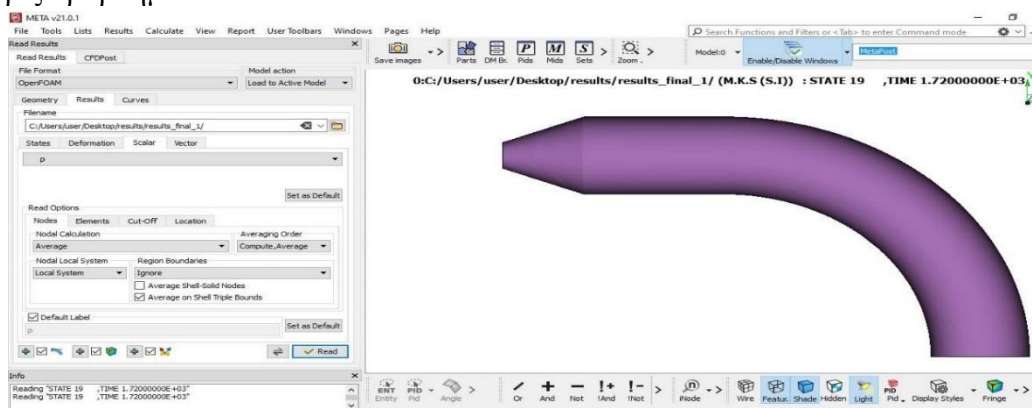 META v21.0.1
File Tools Lists Results Calculate View Report User Toolbars Windows Pages Help
Search Functions and Filters or <Tab> to enter Command mode
Read Results
Read Results CFDPost
File Format Model action
OpenFOAM Load to Active Model
Geometry Results Curves
Filename
C:/Users/user/Desktop/results/results_final_1/
States Deformation Scalar Vector
p
Set as Default
Read Options
Nodes Elements Cut-Off Location
Nodal Calculation Averaging Order
Average Compute,Average
Nodal Local System Region Boundaries
Local System Ignore
Average Shell-Solid Nodes
Average on Shell Triple Bounds
Default Label
p Set as Default
Read
Info
Reading "STATE 19 ,TIME 1.72000000E+03"
Reading "STATE 19 ,TIME 1.72000000E+03"
Save images Parts DM Br. Pids Mats Sets Zoom. Model:0 Enable/Disable Windows MetaPost
0:C:/Users/user/Desktop/results/results_final_1/ (M.K.S (S.I)) : STATE 19 ,TIME 1.72000000E+03
ENT PID
Entity Pid Angle Or And Not !And !Not iNode Wire Featur. Shade Hidden Light Pid Display Styles Fringe